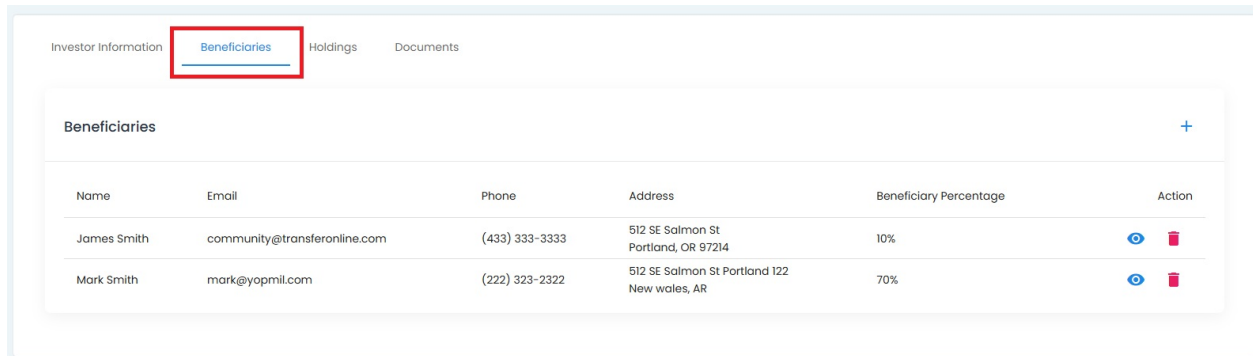 Investor Information Beneficiaries Holdings Documents
Beneficiaries +
Name Email Phone Address Beneficiary Percentage Action
James Smith community@transferonline.com (433) 333-3333 512 SE Salmon St 10%
Portland, OR 97214
Mark Smith mark@yopmil.com (222) 323-2322 512 SE Salmon St Portland 122 70%
New wales, AR